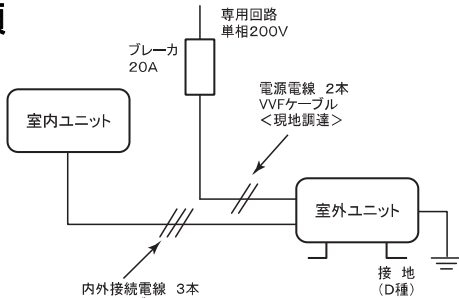 専用回路
単相200V
ブレーカ
20A
電源電線 2本
VVFケーブル
＜現地調達＞
室内ユニット
室外ユニット
接 地
(D種)
内外接続電線 3本